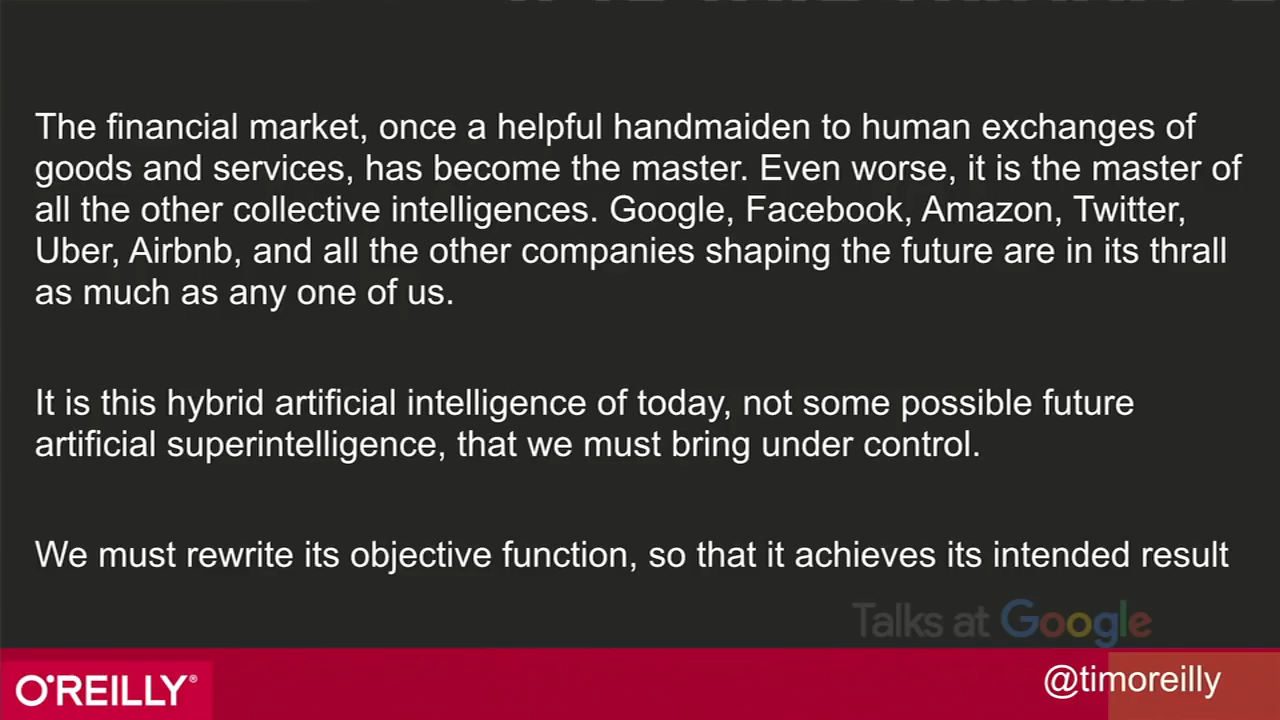 The financial market, once a helpful handmaiden to human exchanges of
goods and services, has become the master. Even worse, it is the master of
all the other collective intelligences. Google, Facebook, Amazon, Twitter,
Uber, Airbnb, and all the other companies shaping the future are in its thrall
as much as any one of us.
It is this hybrid artificial intelligence of today, not some possible future
artificial superintelligence, that we must bring under control.
We must rewrite its objective function, so that it achieves its intended result
Talks at Google
O'REILLY®
@timoreilly